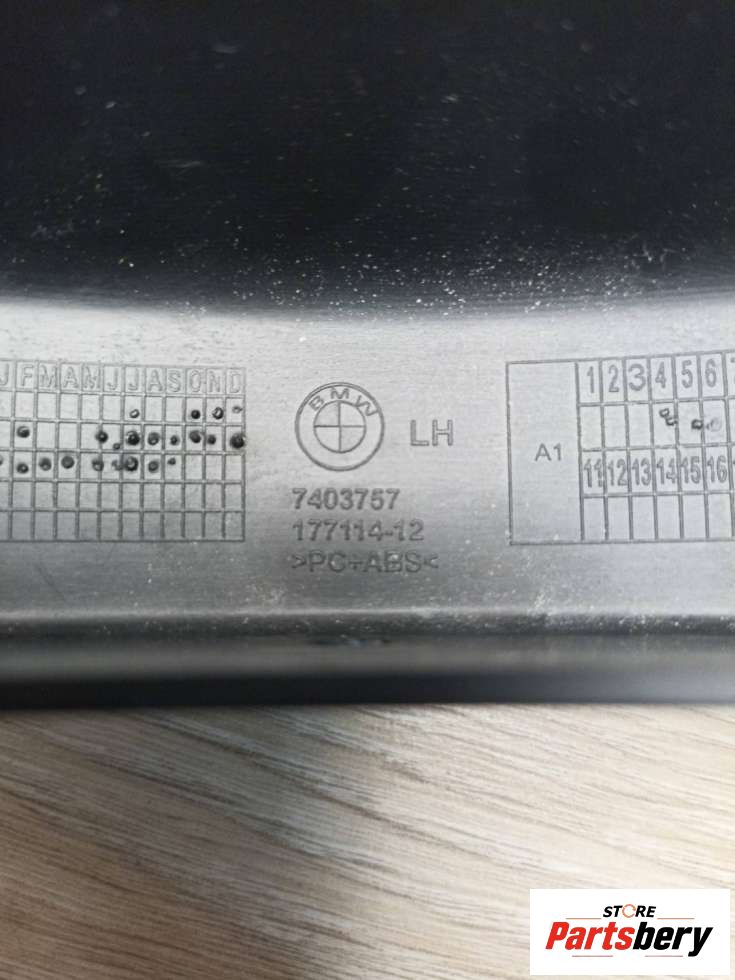 J F M A M J J A S O N D
BMW
LH
7403757
177114-12
>PC+ABS<
A1
1 2 3 4 5 6 7
11 12 13 14 15 16
STORE
Partsbery